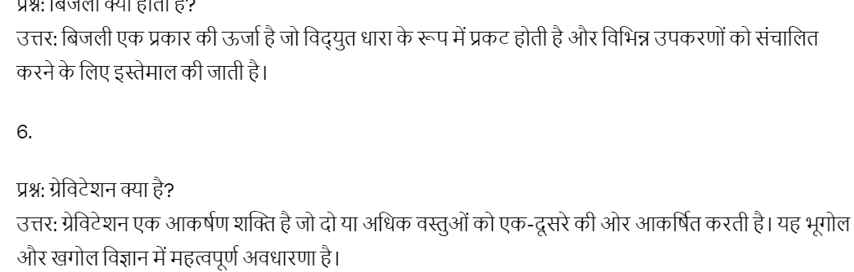 प्रश्न: बिजली क्या होती है?
उत्तर: बिजली एक प्रकार की ऊर्जा है जो विद्युत धारा के रूप में प्रकट होती है और विभिन्न उपकरणों को संचालित
करने के लिए इस्तेमाल की जाती है।
6.
प्रश्न: ग्रेविटेशन क्या है?
उत्तर: ग्रेविटेशन एक आकर्षण शक्ति है जो दो या अधिक वस्तुओं को एक-दूसरे की ओर आकर्षित करती है। यह भूगोल
और खगोल विज्ञान में महत्वपूर्ण अवधारणा है।